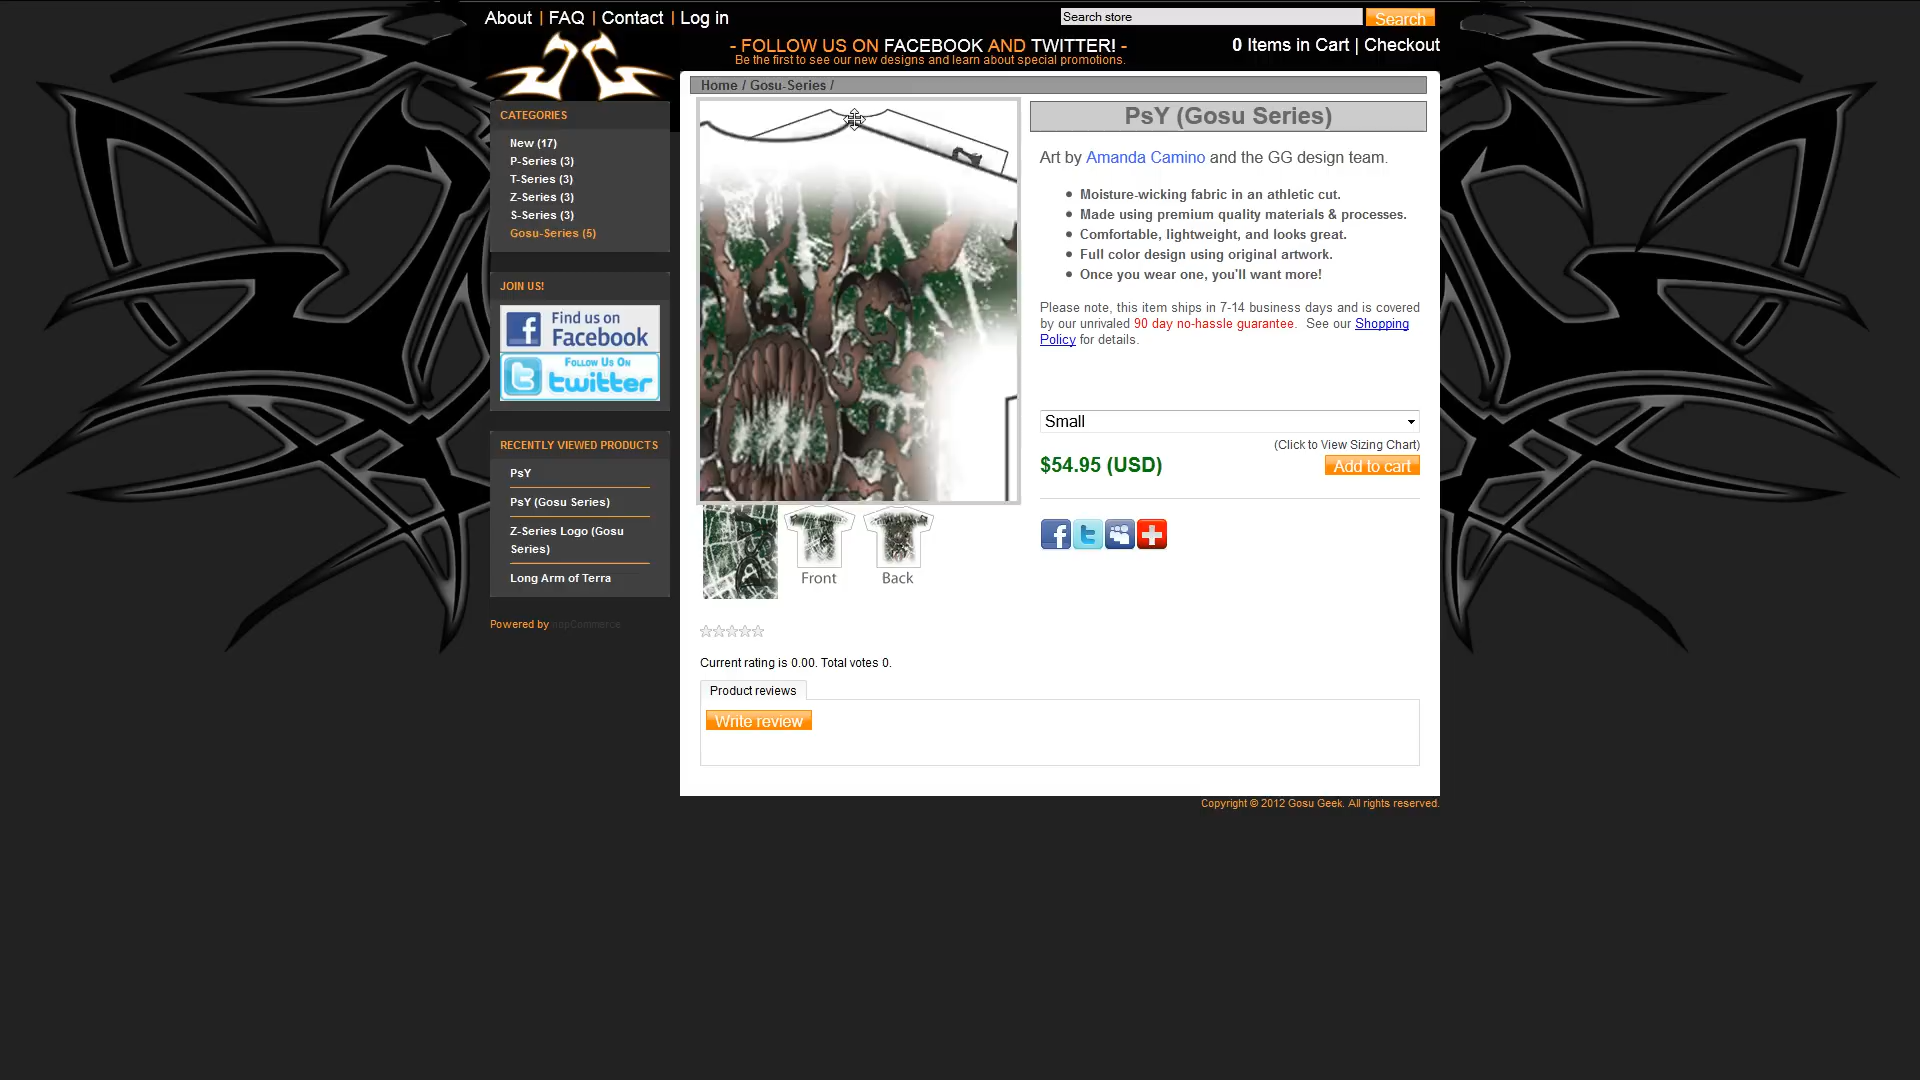 About | FAQ | Contact | Log in
Search store
Search
- FOLLOW US ON FACEBOOK AND TWITTER! -
Be the first to see our new designs and learn about special promotions.
0 Items in Cart | Checkout
CATEGORIES
New (17)
P-Series (3)
T-Series (3)
Z-Series (3)
S-Series (3)
Gosu-Series (5)
JOIN US!
Find us on
Facebook
FOLLOW US ON
twitter
RECENTLY VIEWED PRODUCTS
PsY
PsY (Gosu Series)
Z-Series Logo (Gosu
Series)
Long Arm of Terra
Powered by nopCommerce
Home / Gosu-Series /
Front
Back
PsY (Gosu Series)
Art by Amanda Camino and the GG design team.
• Moisture-wicking fabric in an athletic cut.
• Made using premium quality materials & processes.
• Comfortable, lightweight, and looks great.
• Full color design using original artwork.
• Once you wear one, you'll want more!
Please note, this item ships in 7-14 business days and is covered
by our unrivaled 90 day no-hassle guarantee. See our Shopping
Policy for details.
Small
(Click to View Sizing Chart)
$54.95 (USD)
Add to cart
Current rating is 0.00. Total votes 0.
Product reviews
Write review
Copyright © 2012 Gosu Geek. All rights reserved.